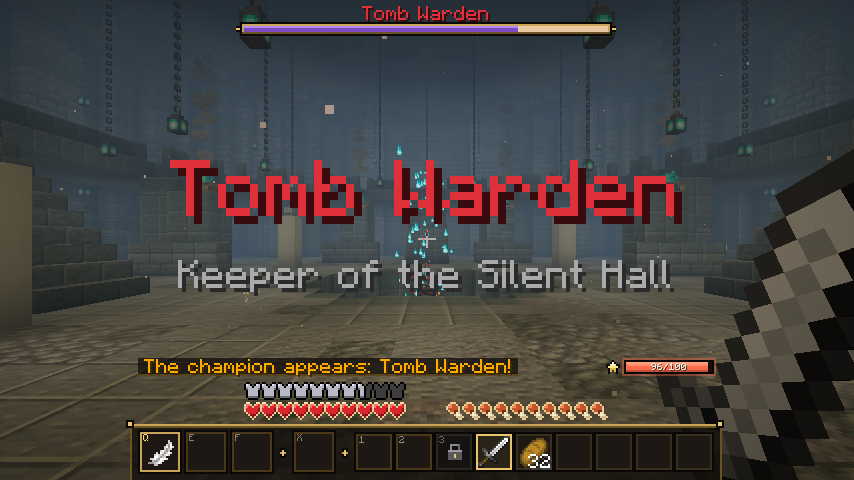 Tomb Warden
Tomb Warden
Keeper of the Silent Hall
The champion appears: Tomb Warden!
96/100
Q E F X 1 2 3
32